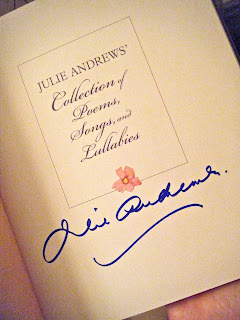 JULIE ANDREWS'
Collection of
Poems,
Songs, and
Lullabies
Julie Andrews.